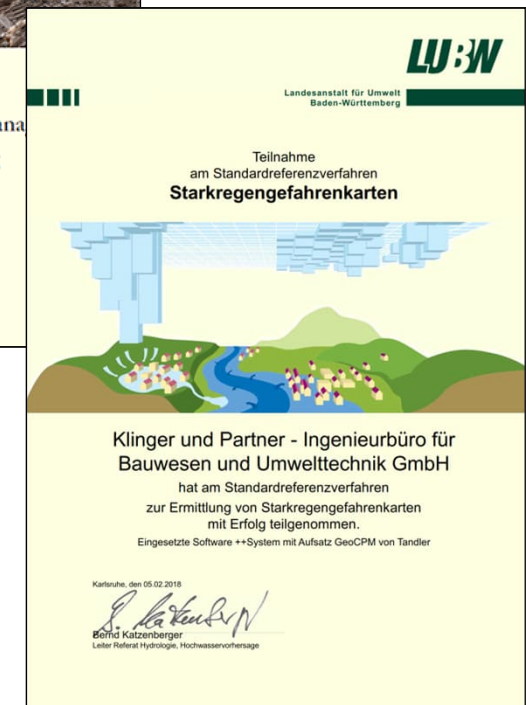 LUBW
Landesanstalt für Umwelt
Baden-Württemberg
Teilnahme
am Standardreferenzverfahren
Starkregengefahrenkarten
Klinger und Partner - Ingenieurbüro für
Bauwesen und Umwelttechnik GmbH
hat am Standardreferenzverfahren
zur Ermittlung von Starkregengefahrenkarten
mit Erfolg teilgenommen.
Eingesetzte Software ++System mit Aufsatz GeoCPM von Tandler
Karlsruhe, den 05.02.2018
B. Katzenberger
Bernd Katzenberger
Leiter Referat Hydrologie, Hochwasservorhersage